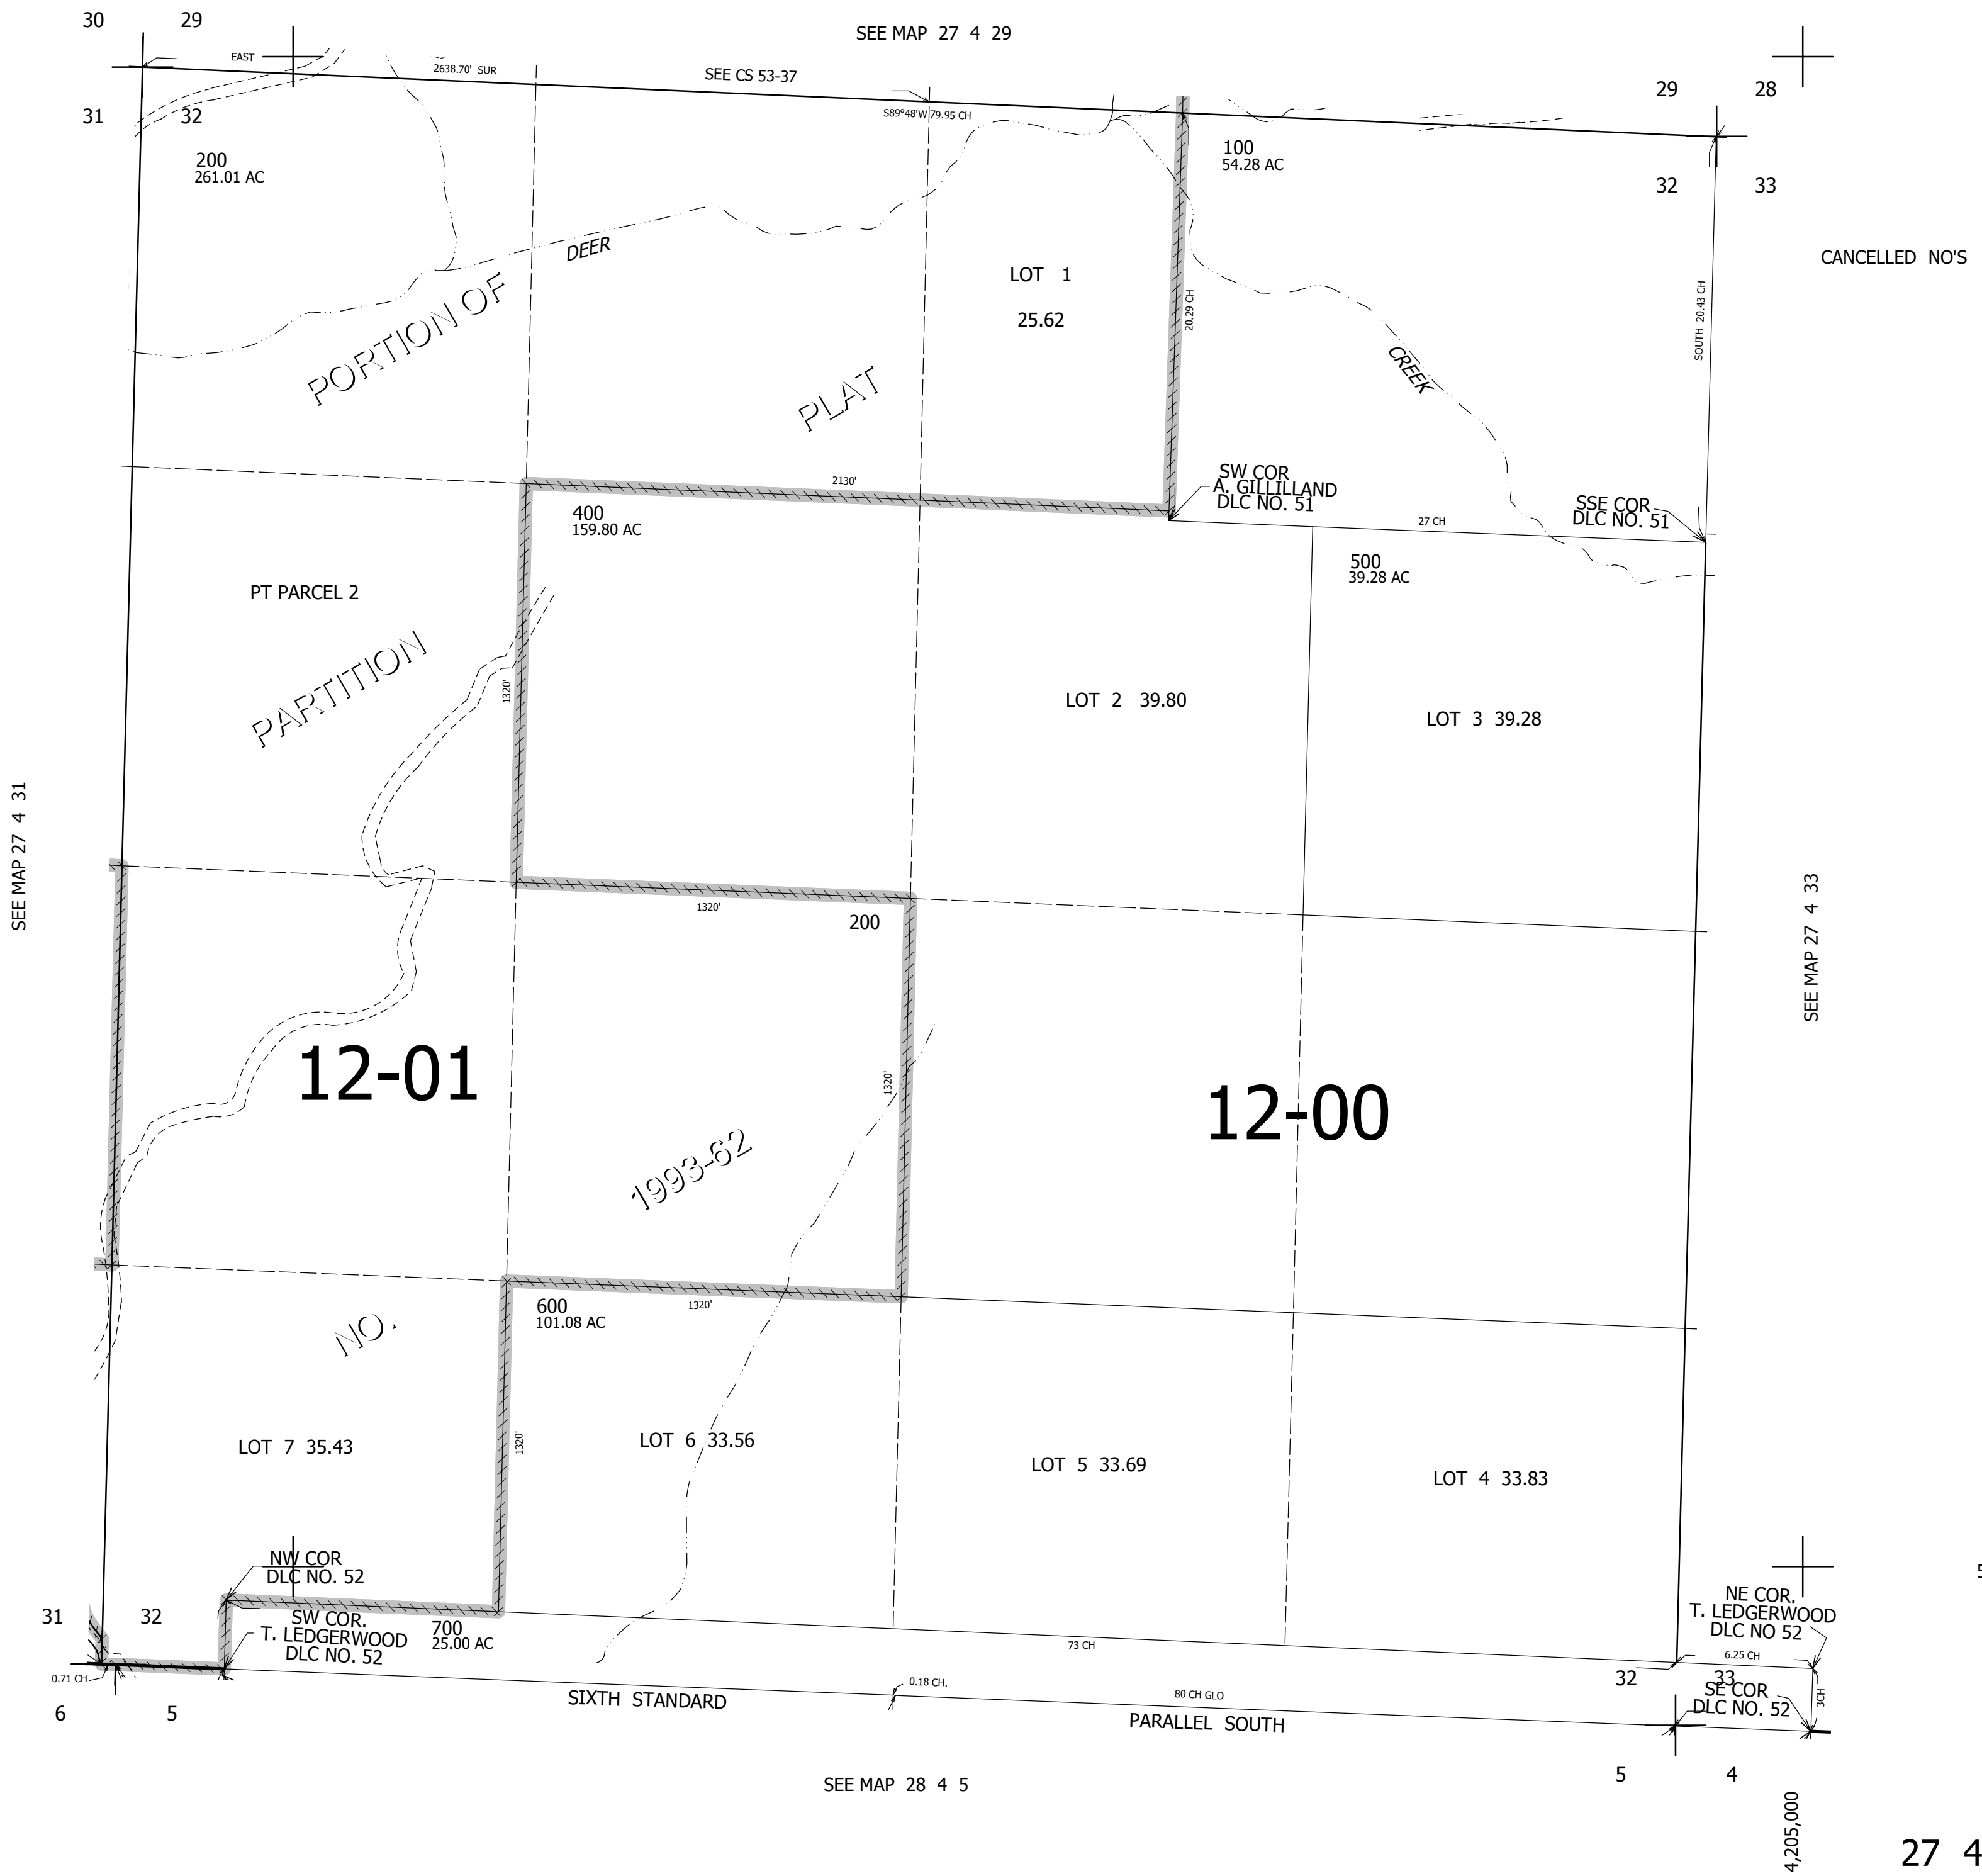 30 29
SEE MAP 27 4 29
EAST
2638.70' SUR
SEE CS 53-37
29 28
31 32
S89°48'W 79.95 CH
200
261.01 AC
100
54.28 AC
32 33
CANCELLED NO'S
DEER
LOT 1
25.62
20.29 CH
SOUTH 20.43 CH
PORTION OF
PLAT
CREEK
2130'
SW COR
A. GILLILLAND
DLC NO. 51
SSE COR
DLC NO. 51
27 CH
400
159.80 AC
500
39.28 AC
PT PARCEL 2
PARTITION
1320'
LOT 2 39.80
LOT 3 39.28
SEE MAP 27 4 31
1320'
200
SEE MAP 27 4 33
12-01
1320'
12-00
1993-62
600
101.08 AC
1320'
NO.
LOT 7 35.43
1320'
LOT 6 33.56
LOT 5 33.69
LOT 4 33.83
NW COR
DLC NO. 52
31 32
SW COR.
T. LEDGERWOOD
DLC NO. 52
700
25.00 AC
73 CH
NE COR.
T. LEDGERWOOD
DLC NO 52
6.25 CH
0.71 CH
0.18 CH.
32 33
SE COR
DLC NO. 52
3CH
6 5
SIXTH STANDARD
80 CH GLO
PARALLEL SOUTH
SEE MAP 28 4 5
5 4
4,205,000
27 4